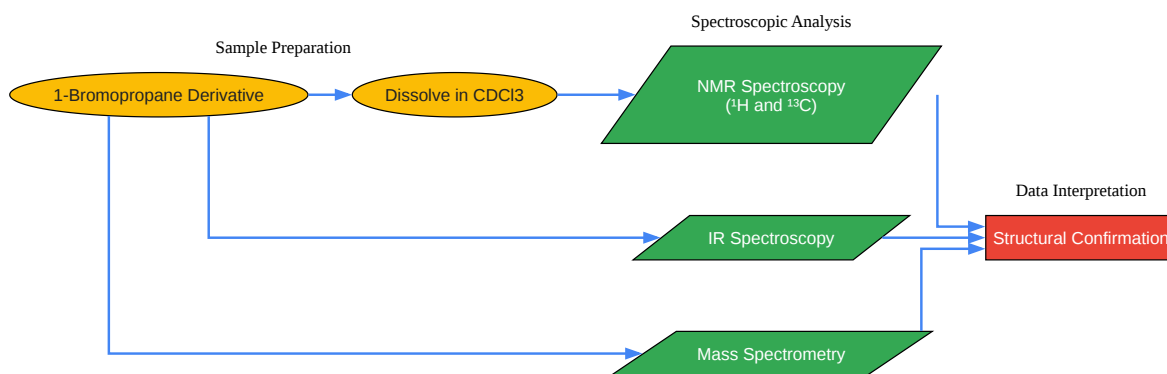 Spectroscopic Analysis
Sample Preparation
1-Bromopropane Derivative
Dissolve in CDCl3
NMR Spectroscopy
(¹H and ¹³C)
Data Interpretation
IR Spectroscopy
Structural Confirmation
Mass Spectrometry